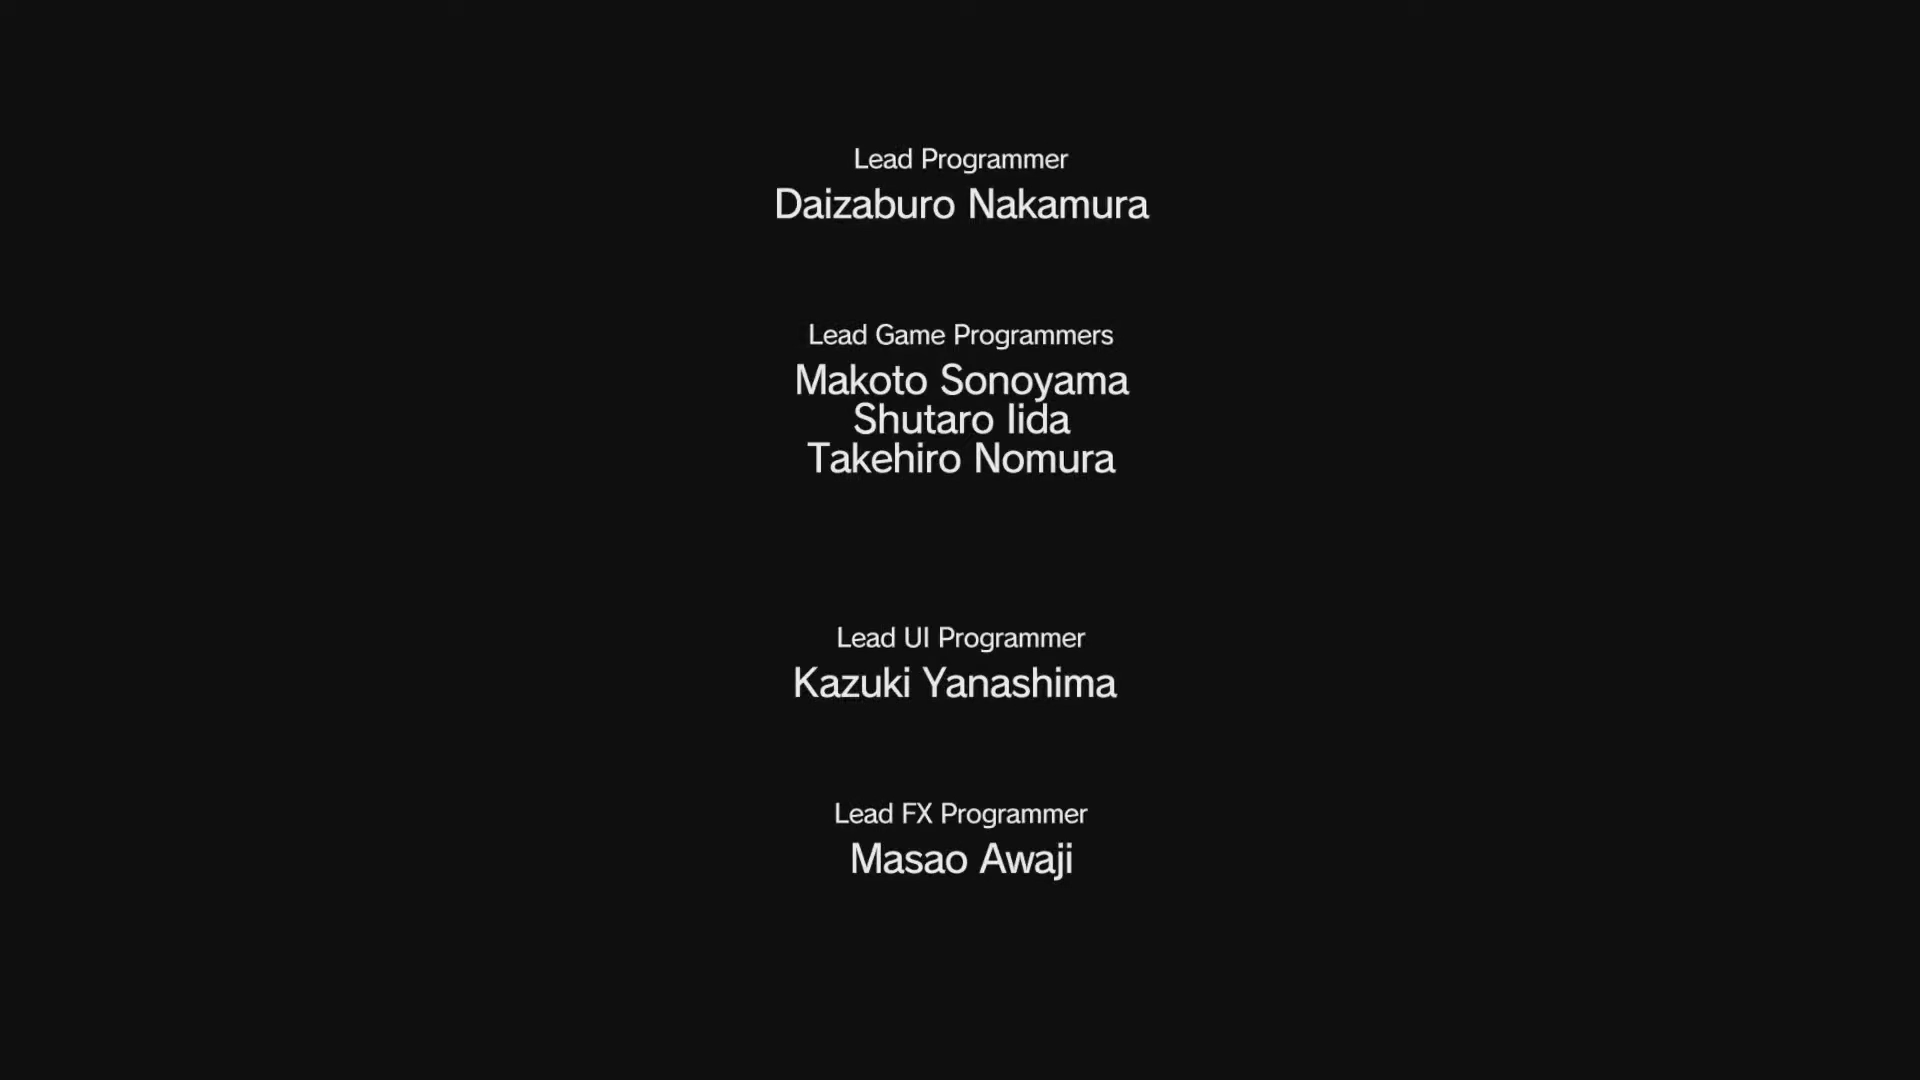 Lead Programmer
Daizaburo Nakamura
Lead Game Programmers
Makoto Sonoyama
Shutaro Iida
Takehiro Nomura
Lead UI Programmer
Kazuki Yanashima
Lead FX Programmer
Masao Awaji